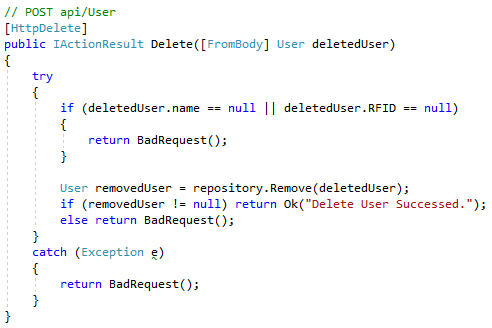 // POST api/User
[HttpDelete]
public IActionResult Delete([FromBody] User deletedUser)
{
try
{
if (deletedUser.name == null || deletedUser.RFID == null)
{
return BadRequest();
}
User removedUser = repository.Remove(deletedUser);
if (removedUser != null) return Ok("Delete User Successed.");
else return BadRequest();
}
catch (Exception e)
{
return BadRequest();
}
}